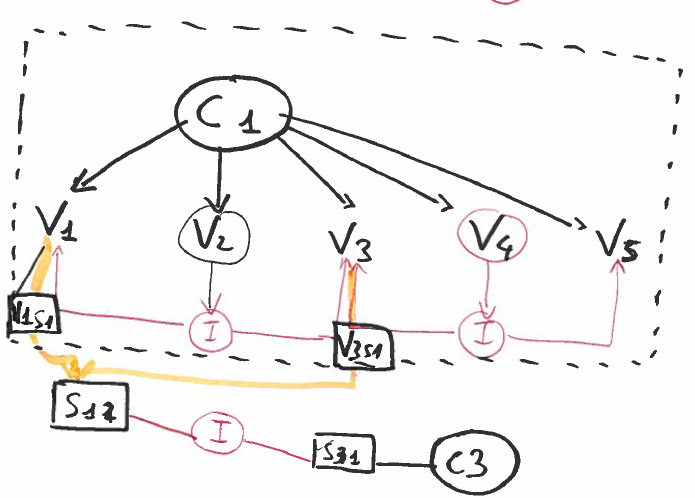 C1
V1 V2 V3 V4 V5
V1S1 I V3S1 I
S12 I S31 C3